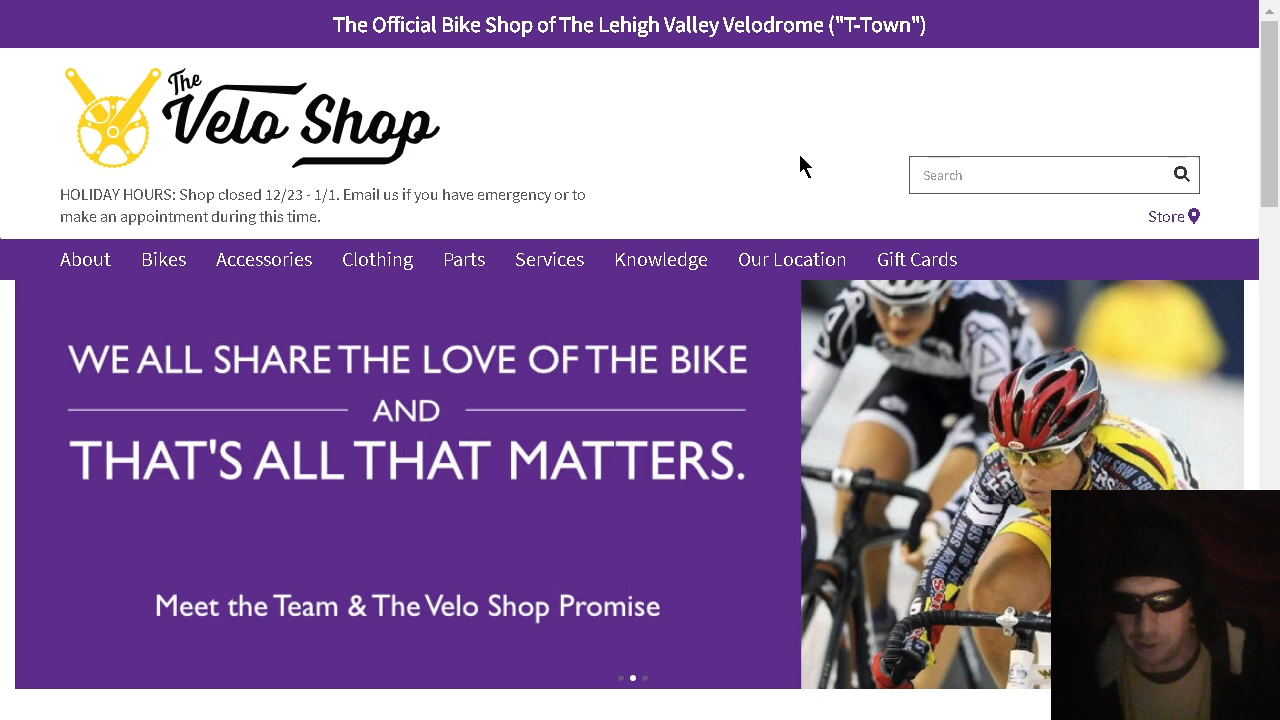 The Official Bike Shop of The Lehigh Valley Velodrome ("T-Town")
The Velo Shop
HOLIDAY HOURS: Shop closed 12/23 - 1/1. Email us if you have emergency or to
make an appointment during this time.
Search
Store
About Bikes Accessories Clothing Parts Services Knowledge Our Location Gift Cards
WE ALL SHARE THE LOVE OF THE BIKE
AND
THAT'S ALL THAT MATTERS.
Meet the Team & The Velo Shop Promise